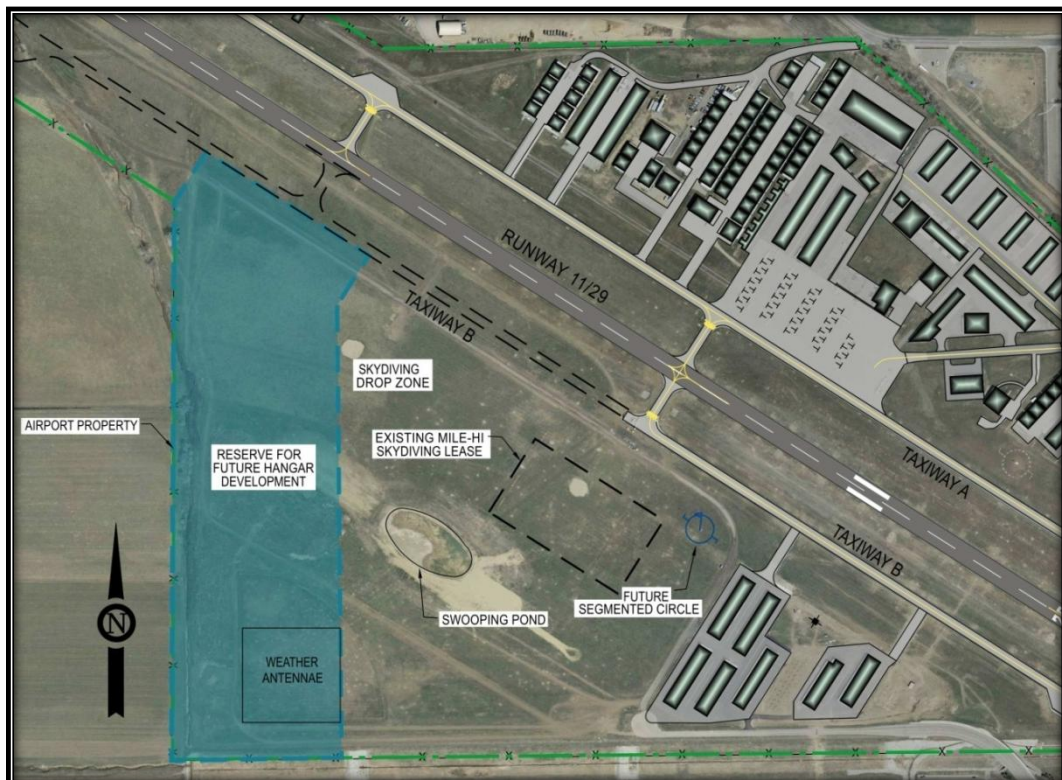 RUNWAY 11/29
TAXIWAY B
SKYDIVING
DROP ZONE
AIRPORT PROPERTY
EXISTING MILE-HI
SKYDIVING LEASE
RESERVE FOR
FUTURE HANGAR
DEVELOPMENT
TAXIWAY A
TAXIWAY B
FUTURE
SEGMENTED CIRCLE
SWOOPING POND
N
WEATHER
ANTENNAE